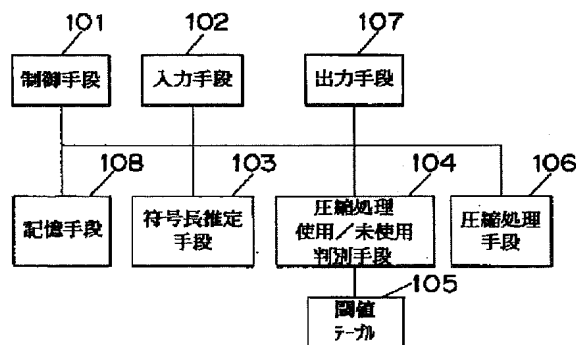 101
102
107
制御手段
入力手段
出力手段
108
103
104
106
記憶手段
符号長推定
手段
圧縮処理
使用/未使用
判別手段
圧縮処理
手段
105
閾値
テーブル